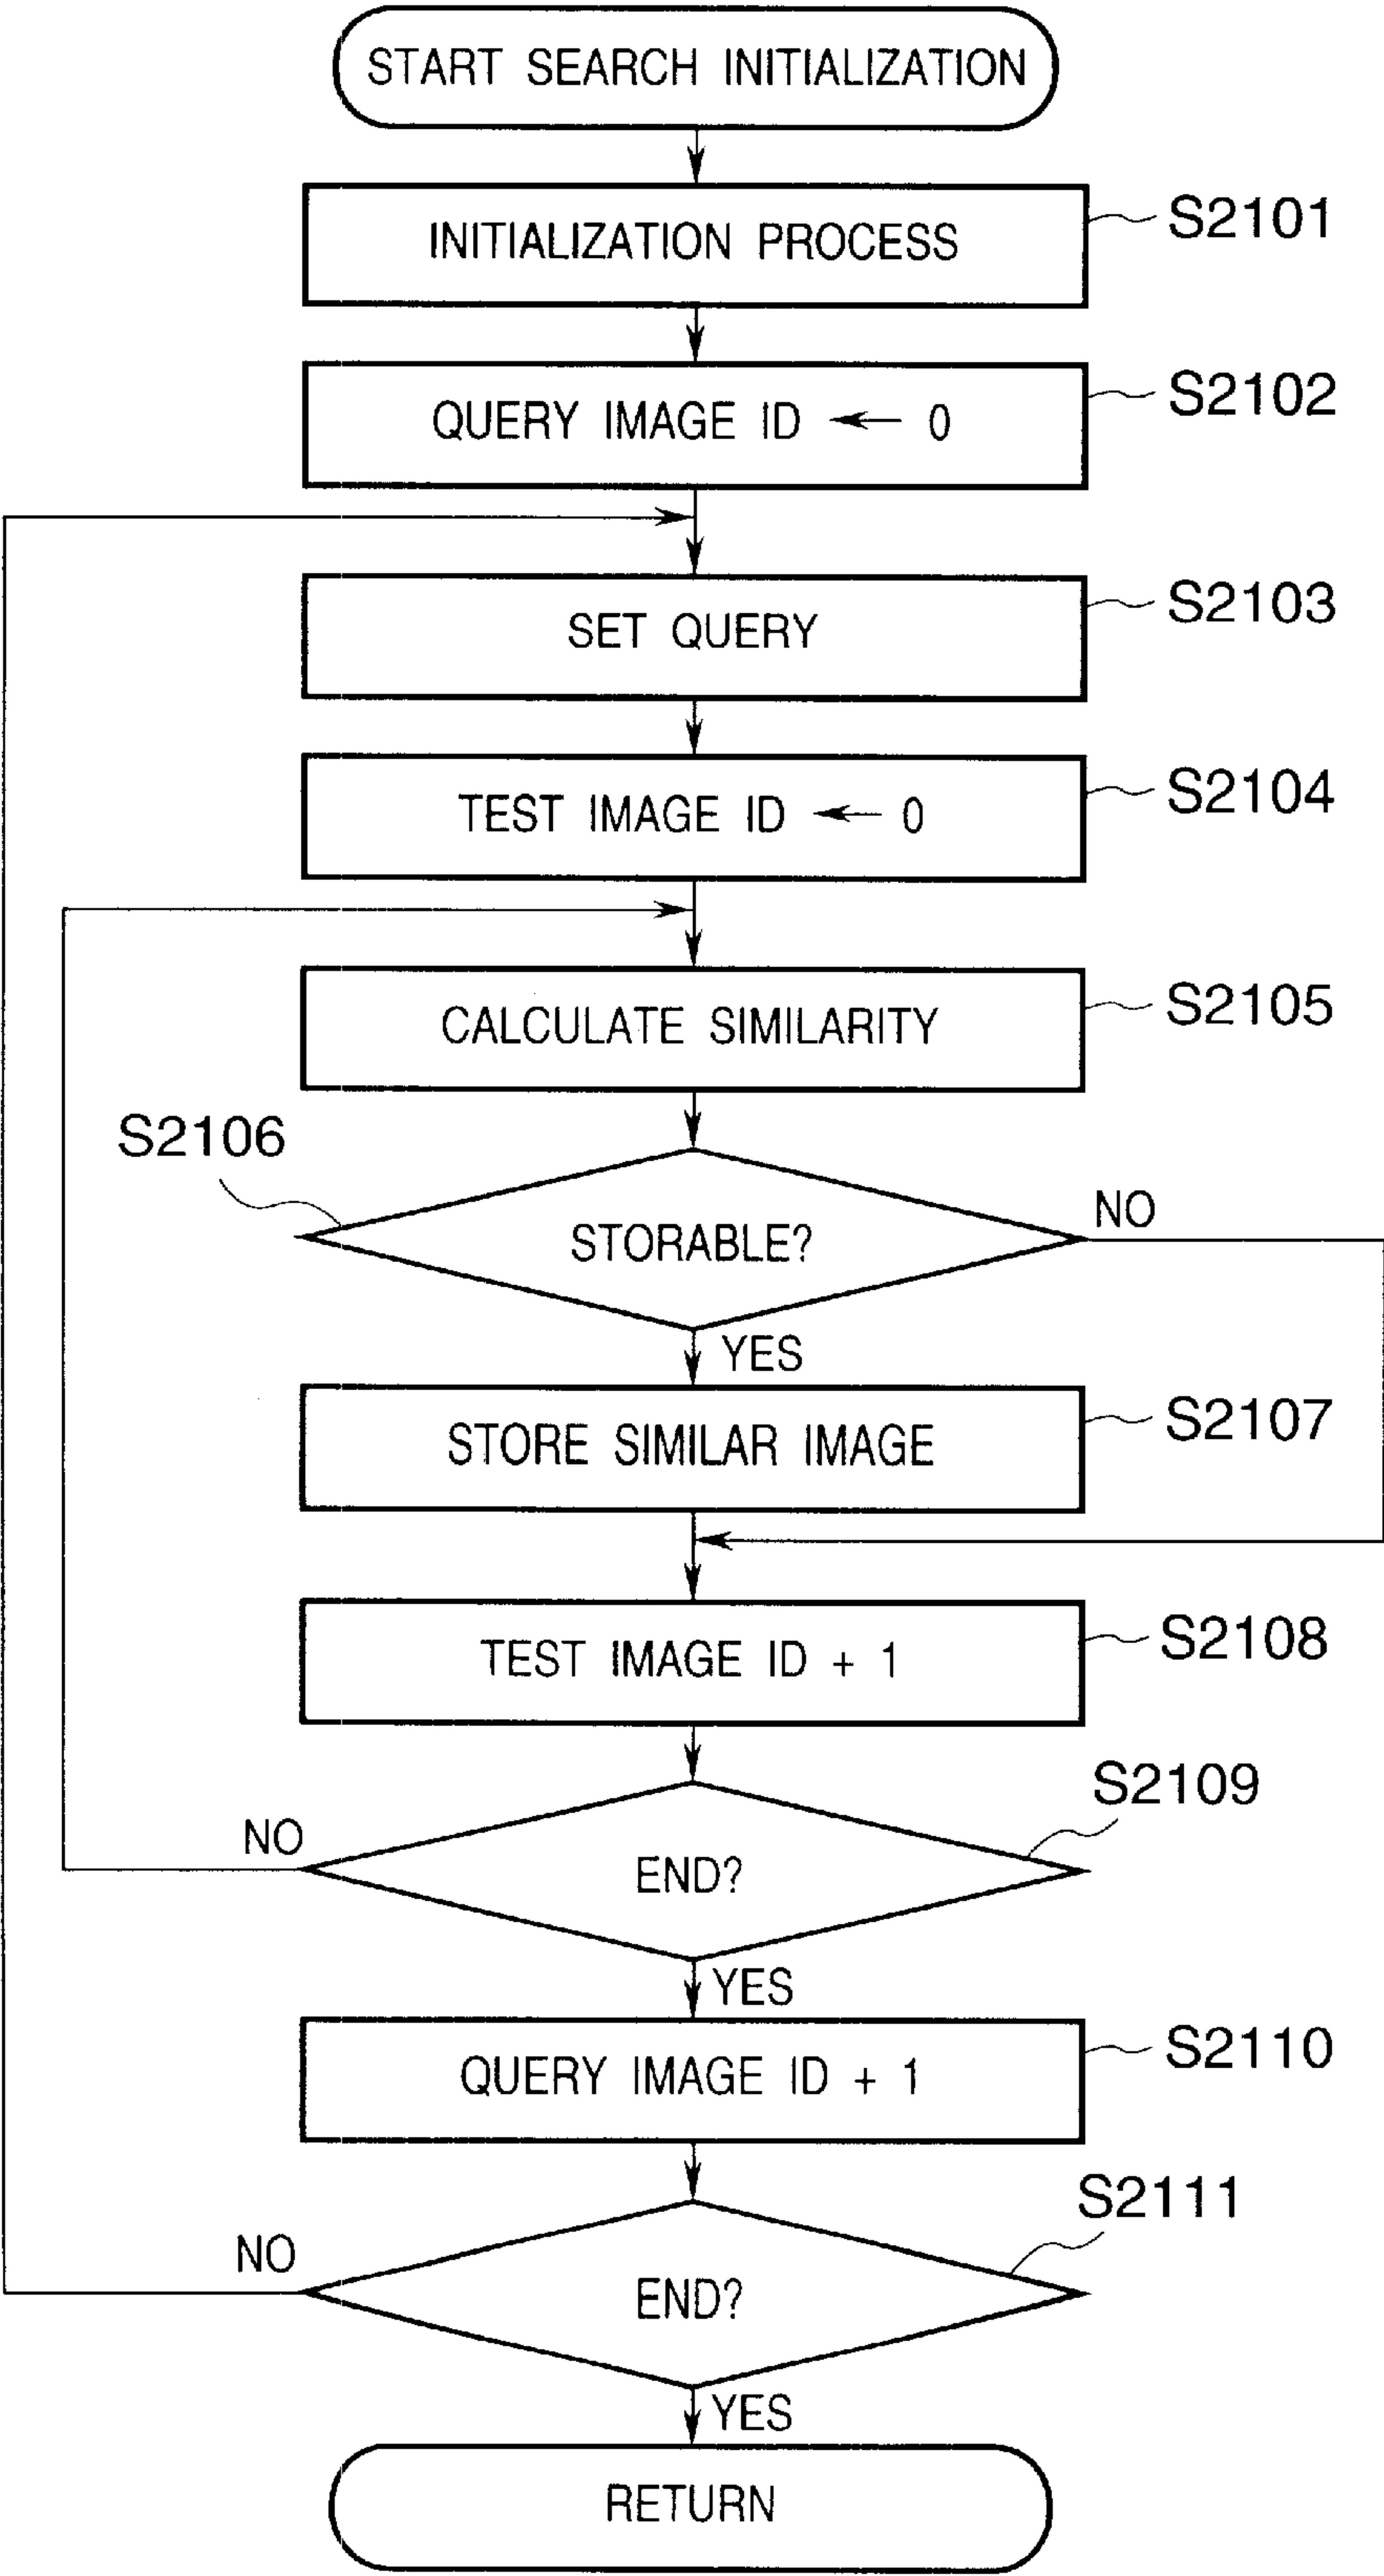 START SEARCH INITIALIZATION
INITIALIZATION PROCESS
S2101
QUERY IMAGE ID ← 0
S2102
SET QUERY
S2103
TEST IMAGE ID ← 0
S2104
CALCULATE SIMILARITY
S2105
S2106
STORABLE?
NO
YES
STORE SIMILAR IMAGE
S2107
TEST IMAGE ID + 1
S2108
S2109
NO
END?
YES
QUERY IMAGE ID + 1
S2110
S2111
NO
END?
YES
RETURN